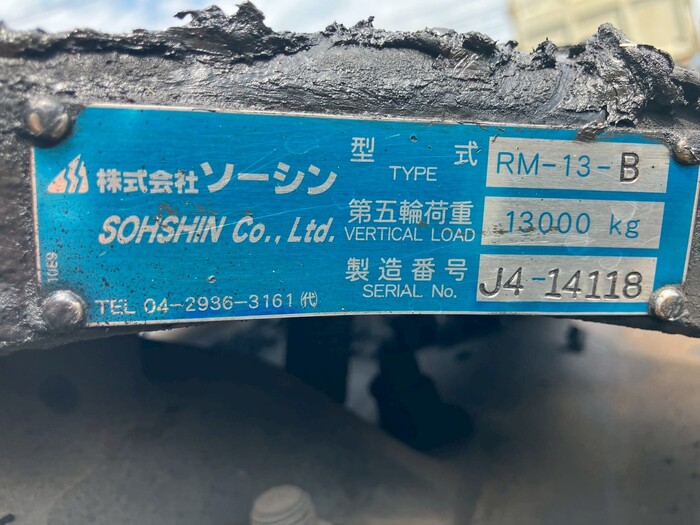 株式会社ソーシン
SOHSHIN Co., Ltd.
TEL 04-2936-3161 ㈹
型 式 RM-13-B
TYPE
第五輪荷重 13000 kg
VERTICAL LOAD
製造番号 J4-14118
SERIAL No.